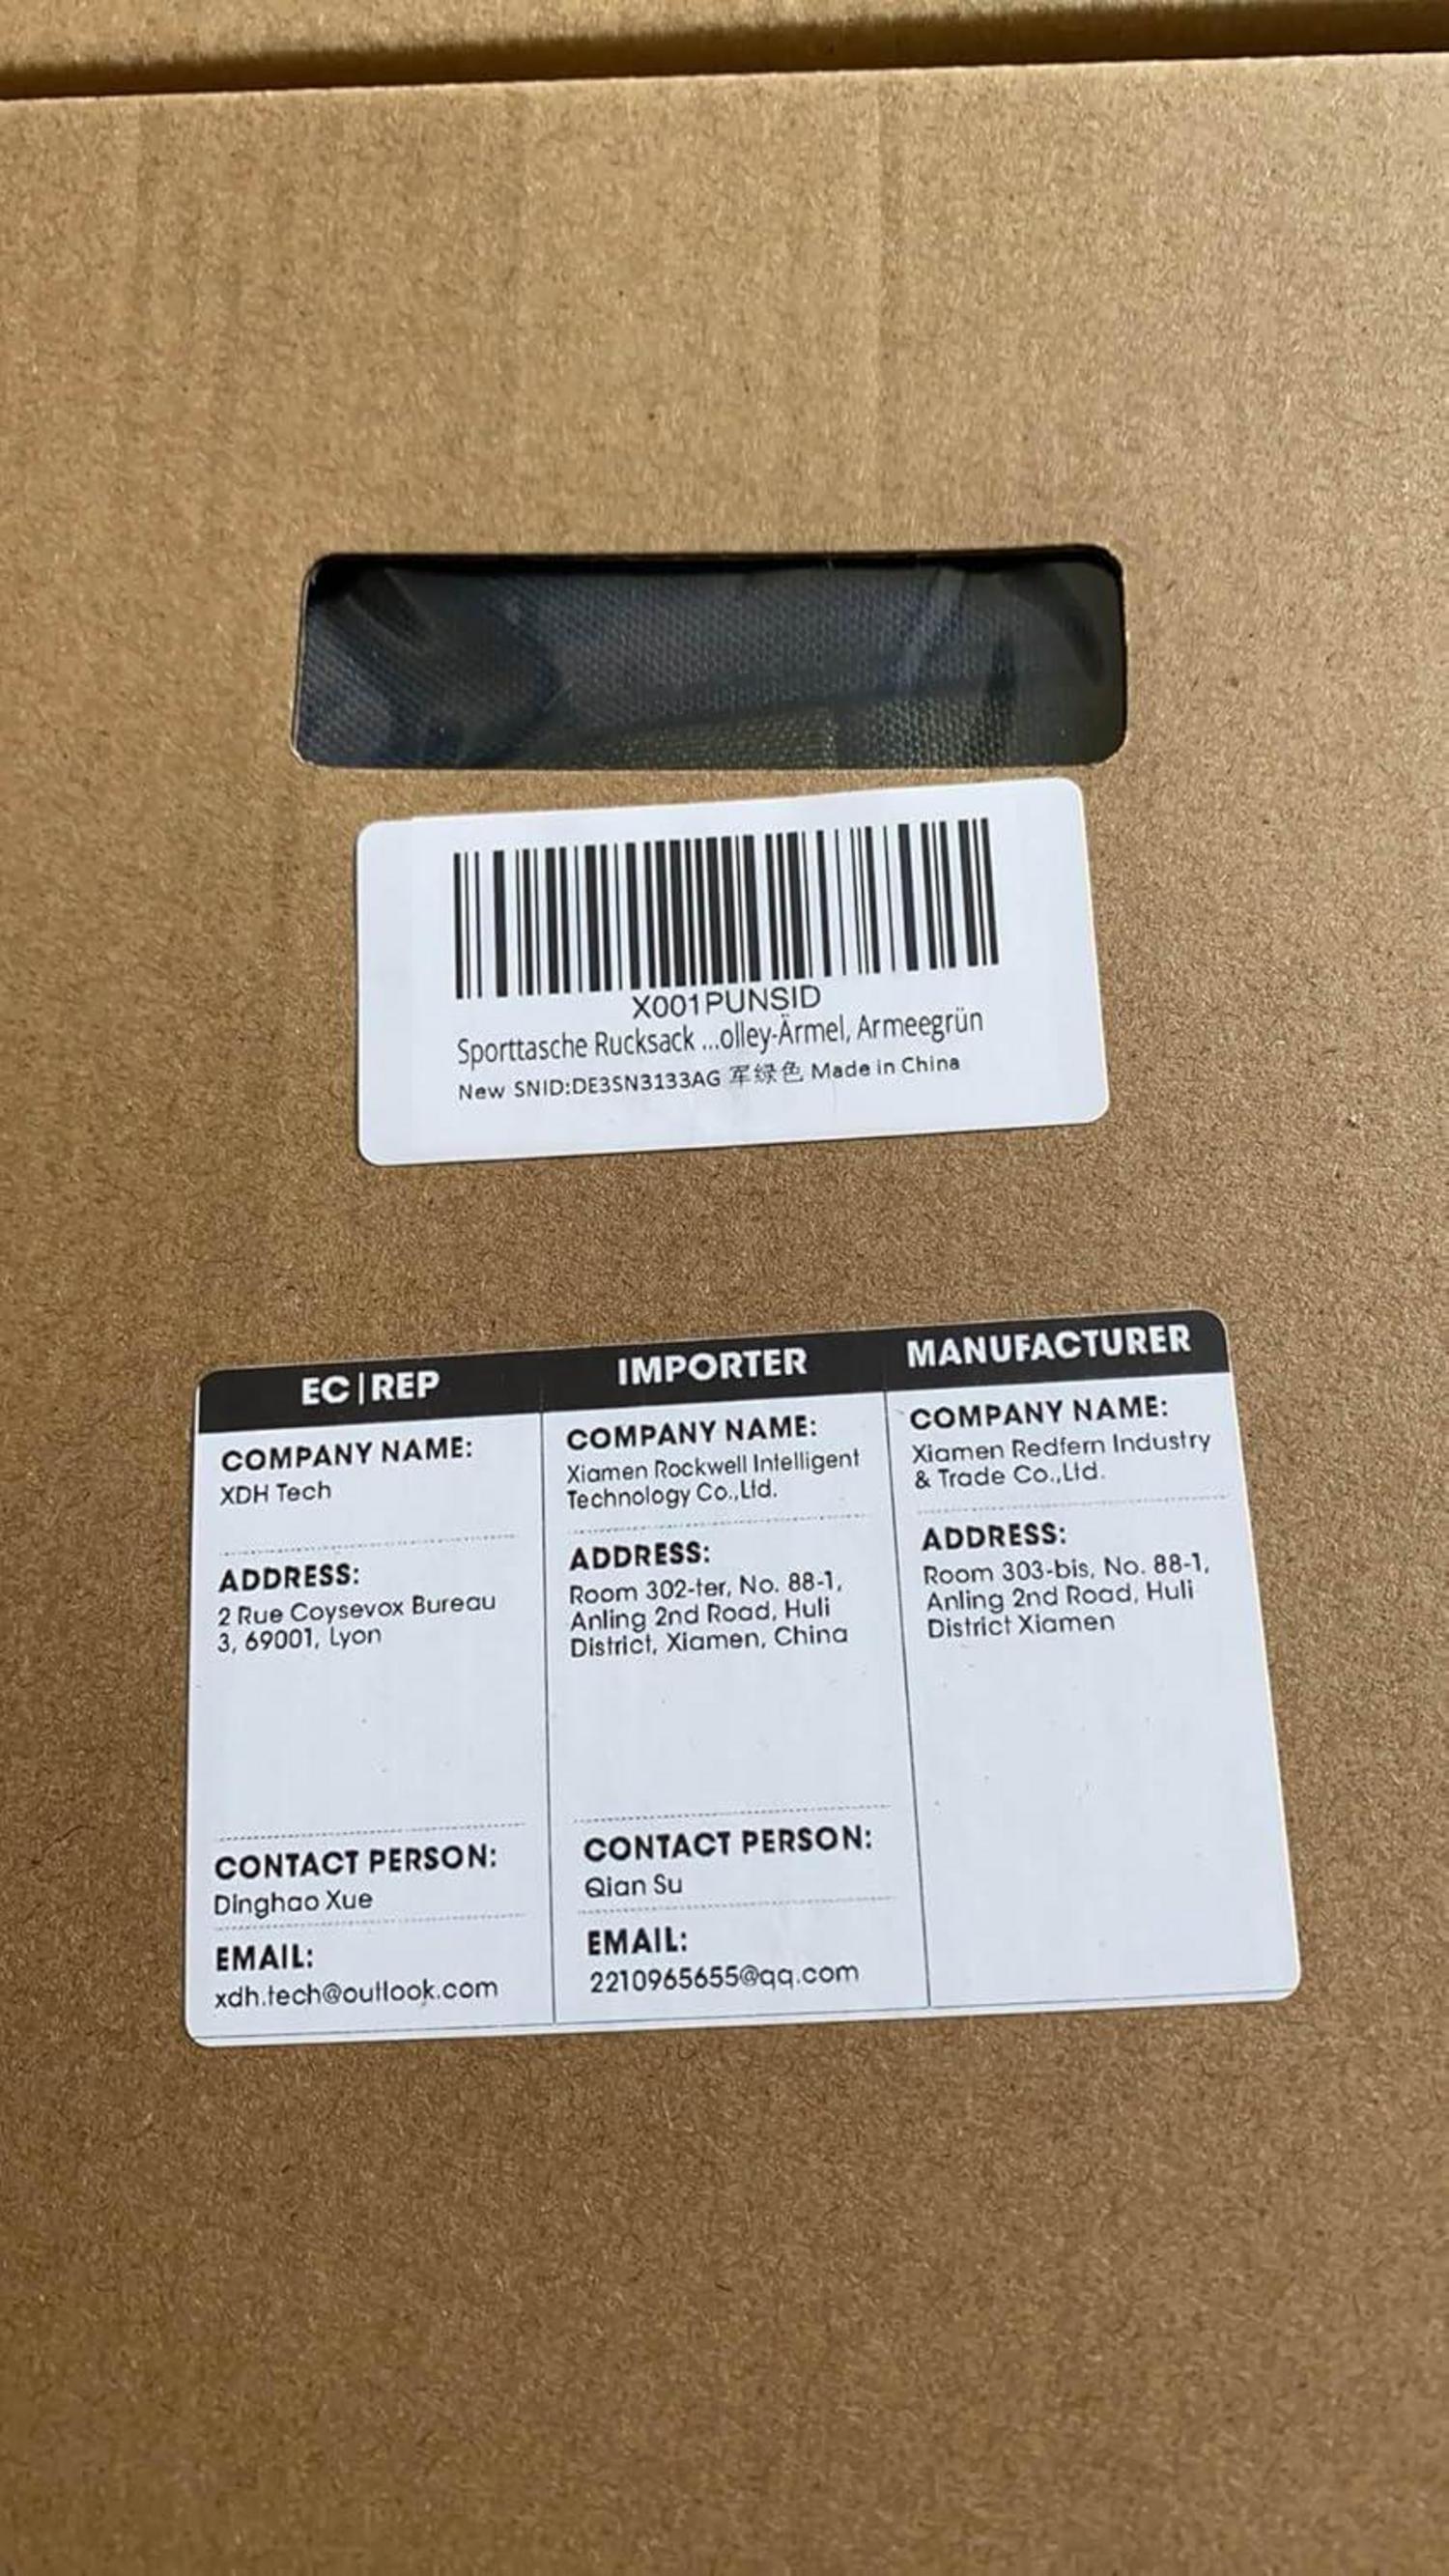 X001PUNSID
Sporttasche Rucksack ...olley-Ärmel, Armeegrün
New SNID:DE3SN3133AG 军绿色 Made in China
EC|REP
COMPANY NAME:
XDH Tech
ADDRESS:
2 Rue Coysevox Bureau
3, 69001, Lyon
CONTACT PERSON:
Dinghao Xue
EMAIL:
xdh.tech@outlook.com
IMPORTER
COMPANY NAME:
Xiamen Rockwell Intelligent
Technology Co.,Ltd.
ADDRESS:
Room 302-ter, No. 88-1,
Anling 2nd Road, Huli
District, Xiamen, China
CONTACT PERSON:
Qian Su
EMAIL:
2210965655@qq.com
MANUFACTURER
COMPANY NAME:
Xiamen Redfern Industry
& Trade Co.,Ltd.
ADDRESS:
Room 303-bis, No. 88-1,
Anling 2nd Road, Huli
District Xiamen